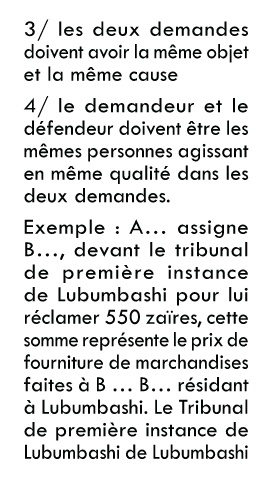 3/ les deux demandes
doivent avoir la même objet
et la même cause
4/ le demandeur et le
défendeur doivent être les
mêmes personnes agissant
en même qualité dans les
deux demandes.
Exemple : A... assigne
B..., devant le tribunal
de première instance
de Lubumbashi pour lui
réclamer 550 zaïres, cette
somme représente le prix de
fourniture de marchandises
faites à B ... B... résidant
à Lubumbashi. Le Tribunal
de première instance de
Lubumbashi de Lubumbashi